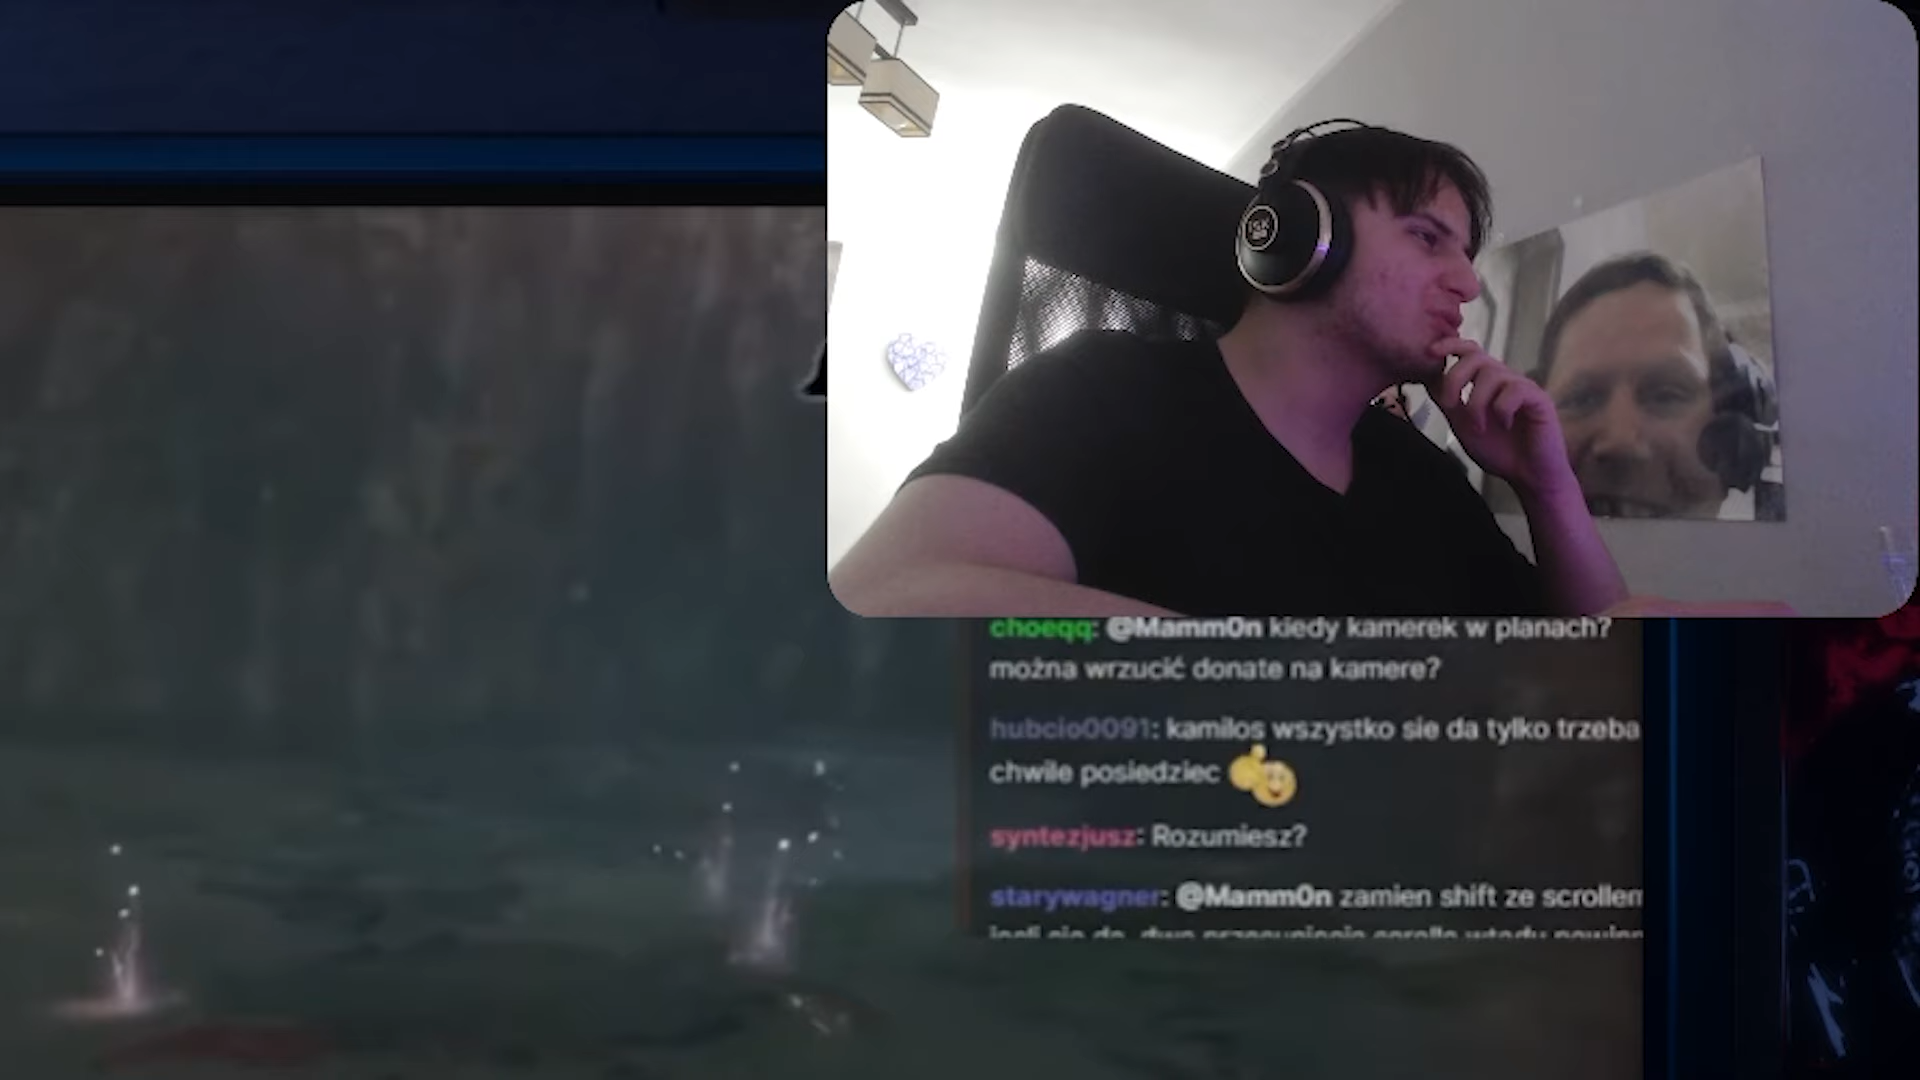 choeqq: @Mamm0n kiedy kamerek w planach?
można wrzucić donate na kamere?
hubcio0091: kamilos wszystko sie da tylko trzeba
chwile posiedziec
syntezjusz: Rozumiesz?
starywagner: @Mamm0n zamien shift ze scrollem